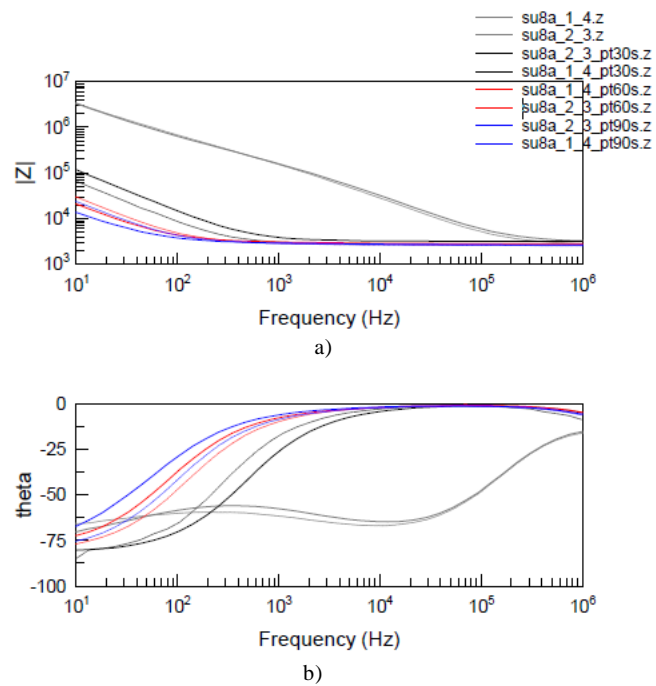 su8a_1_4.z
su8a_2_3.z
su8a_2_3_pt30s.z
su8a_1_4_pt30s.z
su8a_1_4_pt60s.z
su8a_2_3_pt60s.z
su8a_2_3_pt90s.z
su8a_1_4_pt90s.z
10^7
10^6
10^5
10^4
10^3
|Z|
10^1 10^2 10^3 10^4 10^5 10^6
Frequency (Hz)
a)
0
-25
-50
-75
-100
theta
10^1 10^2 10^3 10^4 10^5 10^6
Frequency (Hz)
b)